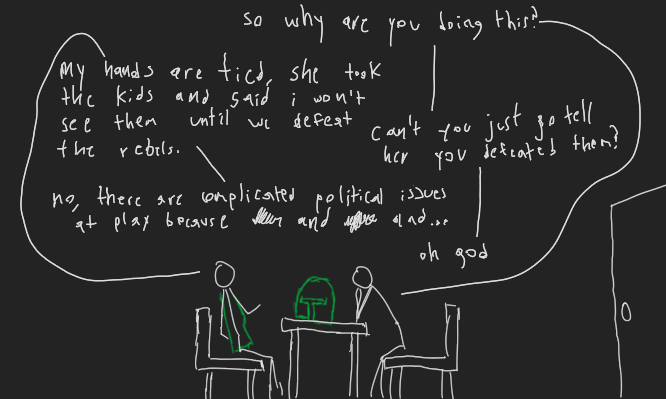 so why are you doing this?
My hands are tied, she took
the kids and said i won't
see them until we defeat
the rebels.
can't you just go tell
her you defeated them?
no, there are complicated political issues
at play because and and...
oh god